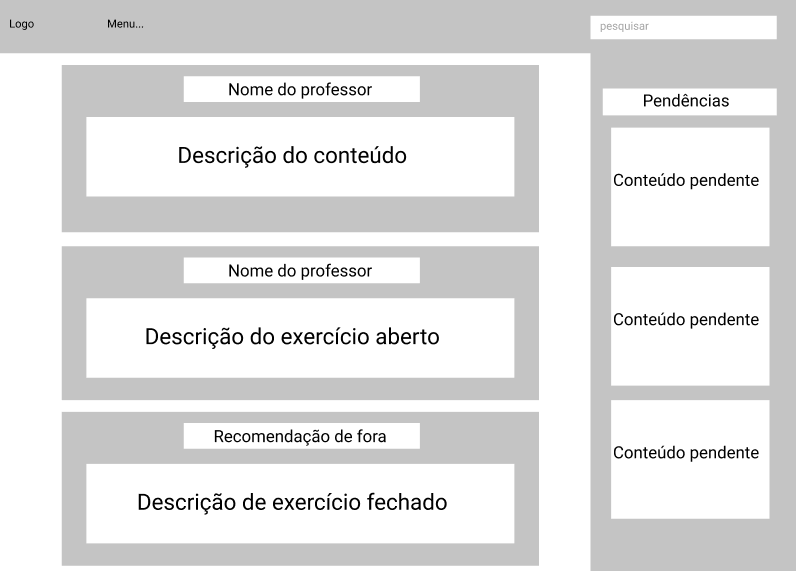 Logo
Menu...
pesquisar
Nome do professor
Descrição do conteúdo
Nome do professor
Descrição do exercício aberto
Recomendação de fora
Descrição de exercício fechado
Pendências
Conteúdo pendente
Conteúdo pendente
Conteúdo pendente